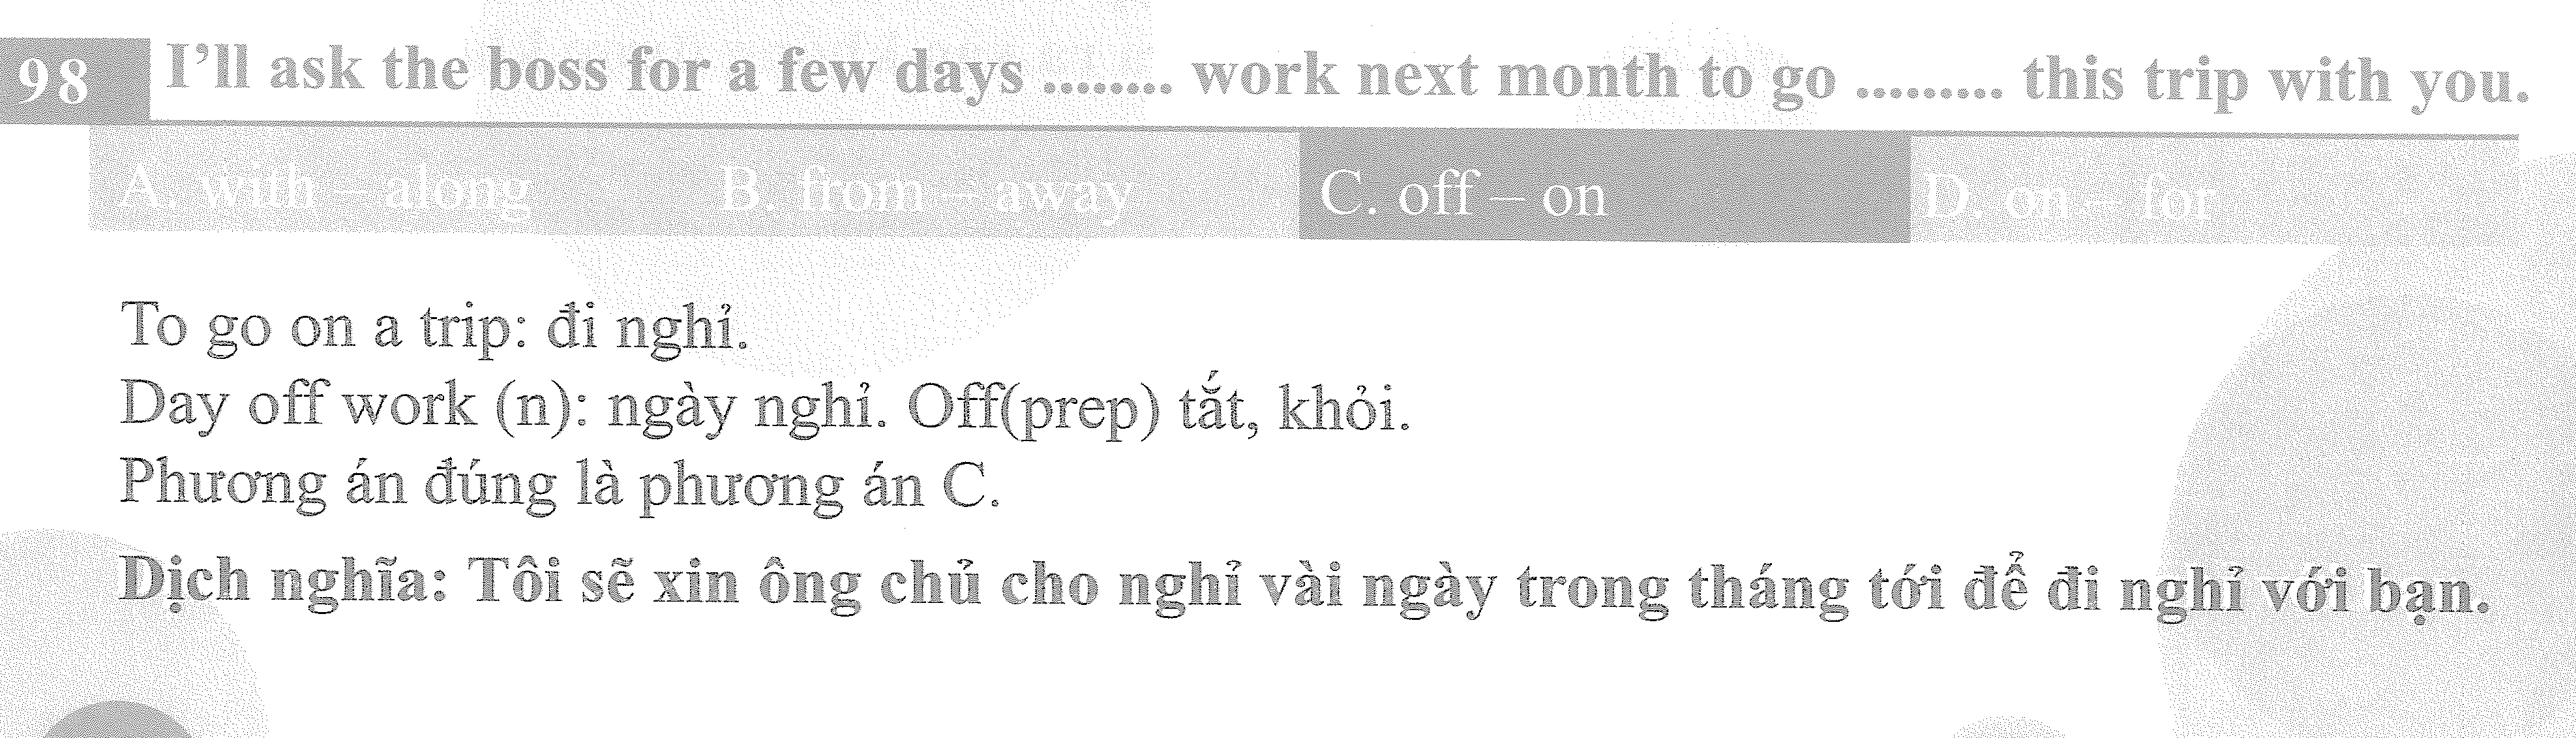 98 I'll ask the boss for a few days ........ work next month to go ......... this trip with you.
A. with – along B. from – away C. off – on D. on – for
To go on a trip: đi nghỉ.
Day off work (n): ngày nghỉ. Off(prep) tắt, khỏi.
Phương án đúng là phương án C.
Dịch nghĩa: Tôi sẽ xin ông chủ cho nghỉ vài ngày trong tháng tới để đi nghỉ với bạn.